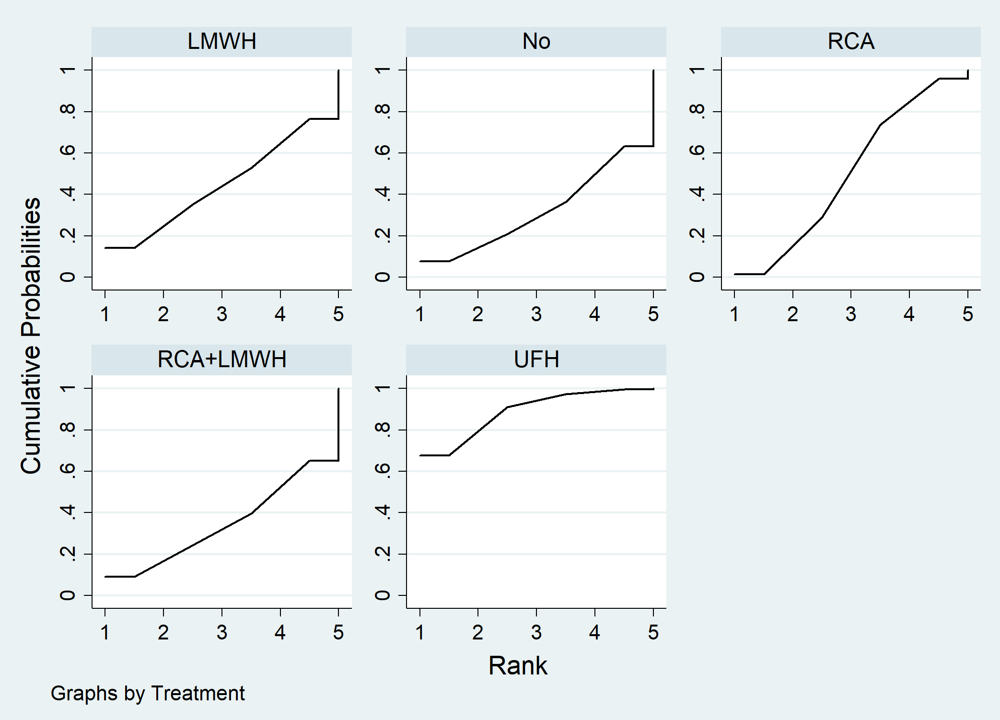 Cumulative Probabilities
LMWH
1
.8
.6
.4
.2
0
1 2 3 4 5
No
1
.8
.6
.4
.2
0
1 2 3 4 5
RCA
1
.8
.6
.4
.2
0
1 2 3 4 5
RCA+LMWH
1
.8
.6
.4
.2
0
1 2 3 4 5
UFH
1
.8
.6
.4
.2
0
1 2 3 4 5
Rank
Graphs by Treatment